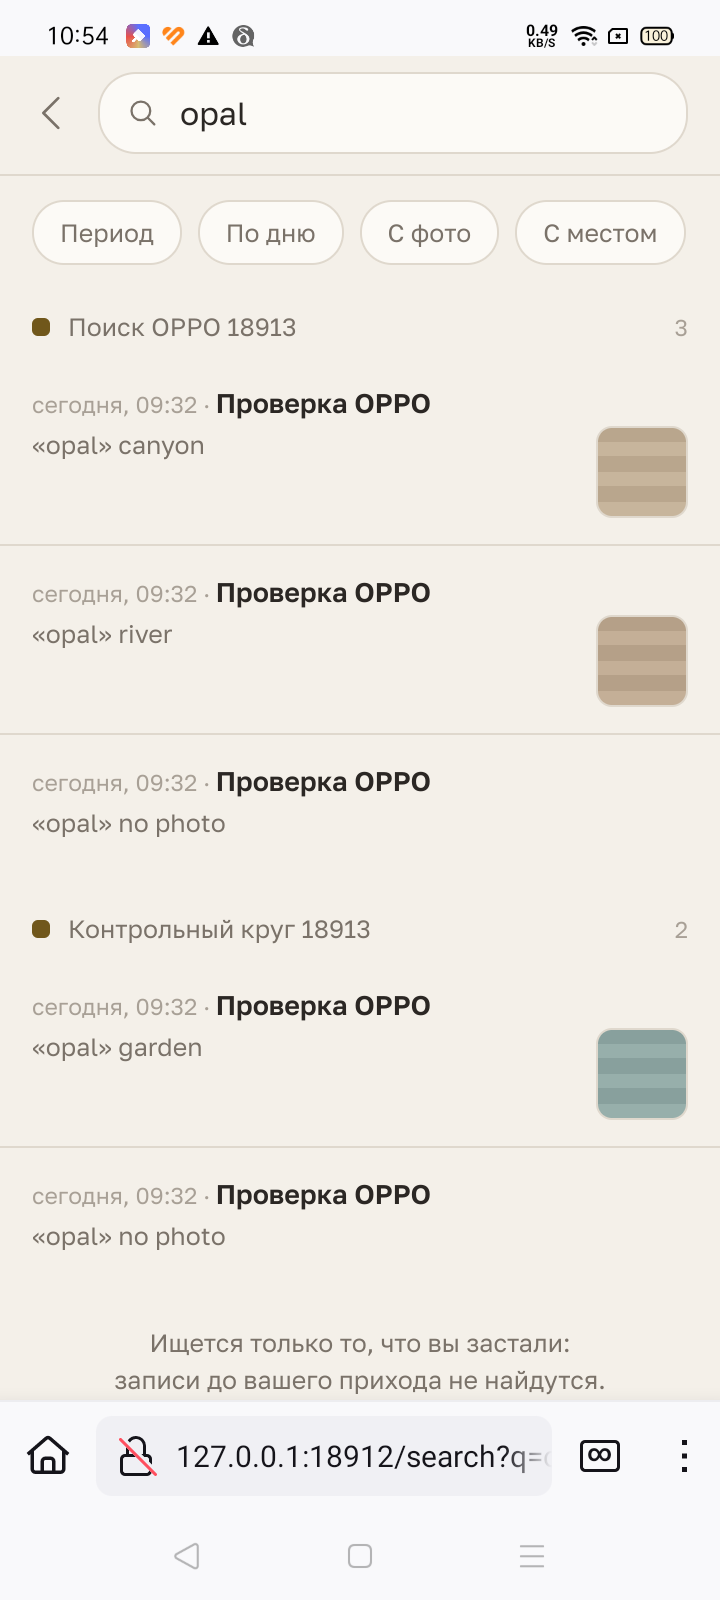 10:54
0.49
KB/S
100
opal
Период
По дню
С фото
С местом
Поиск OPPO 18913
3
сегодня, 09:32 · Проверка OPPO
«opal» canyon
сегодня, 09:32 · Проверка OPPO
«opal» river
сегодня, 09:32 · Проверка OPPO
«opal» no photo
Контрольный круг 18913
2
сегодня, 09:32 · Проверка OPPO
«opal» garden
сегодня, 09:32 · Проверка OPPO
«opal» no photo
Ищется только то, что вы застали:
записи до вашего прихода не найдутся.
127.0.0.1:18912/search?q=